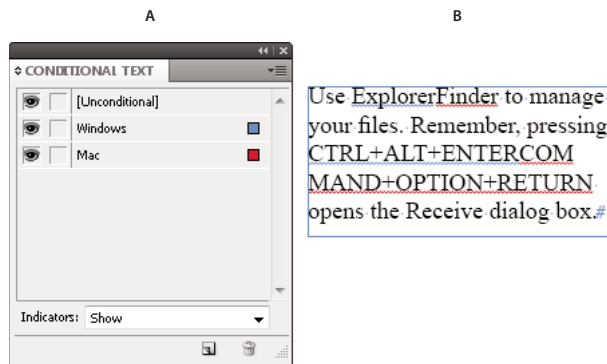 A
B
CONDITIONAL TEXT
[Unconditional]
Windows
Mac
Indicators: Show
Use ExplorerFinder to manage
your files. Remember, pressing
CTRL+ALT+ENTERCOM
MAND+OPTION+RETURN
opens the Receive dialog box.#